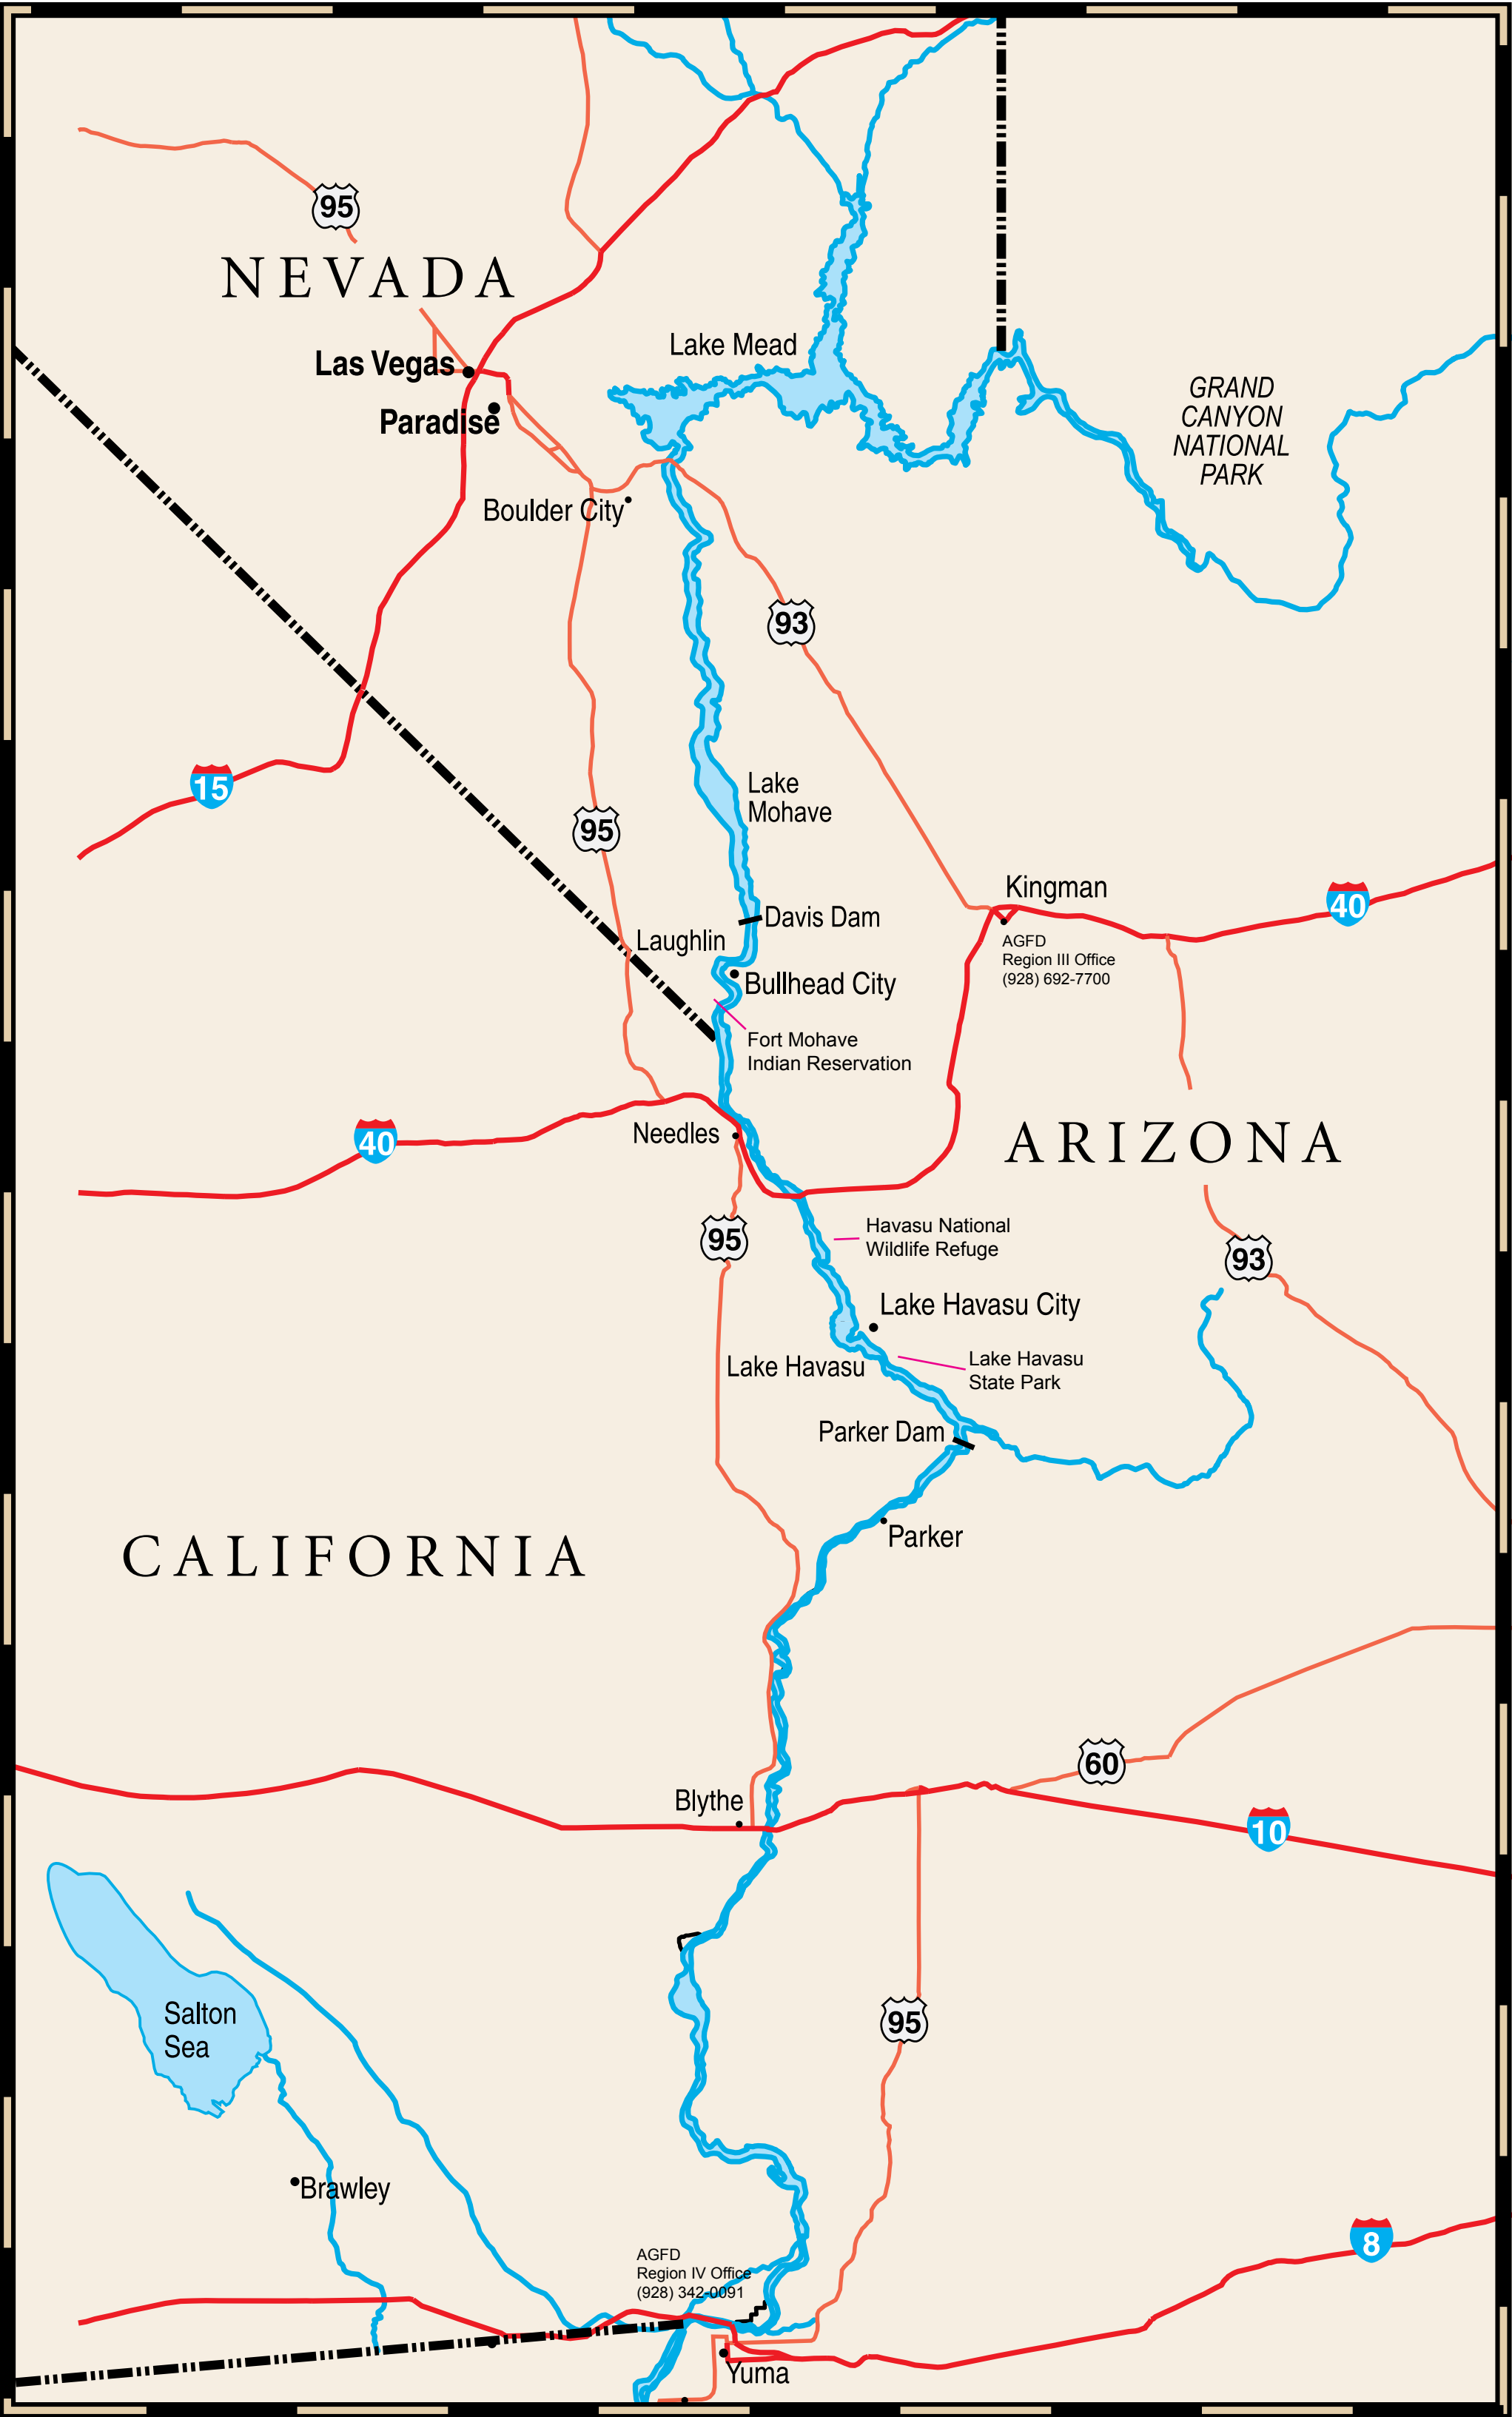 95
NEVADA
Lake Mead
Las Vegas
Paradise
GRAND
CANYON
NATIONAL
PARK
Boulder City
93
15
Lake
Mohave
95
Kingman
40
Davis Dam
Laughlin
AGFD
Region III Office
(928) 692-7700
Bullhead City
Fort Mohave
Indian Reservation
40
Needles
ARIZONA
95
Havasu National
Wildlife Refuge
93
Lake Havasu City
Lake Havasu
Lake Havasu
State Park
Parker Dam
Parker
CALIFORNIA
60
Blythe
10
Salton
Sea
95
Brawley
8
AGFD
Region IV Office
(928) 342-0091
Yuma